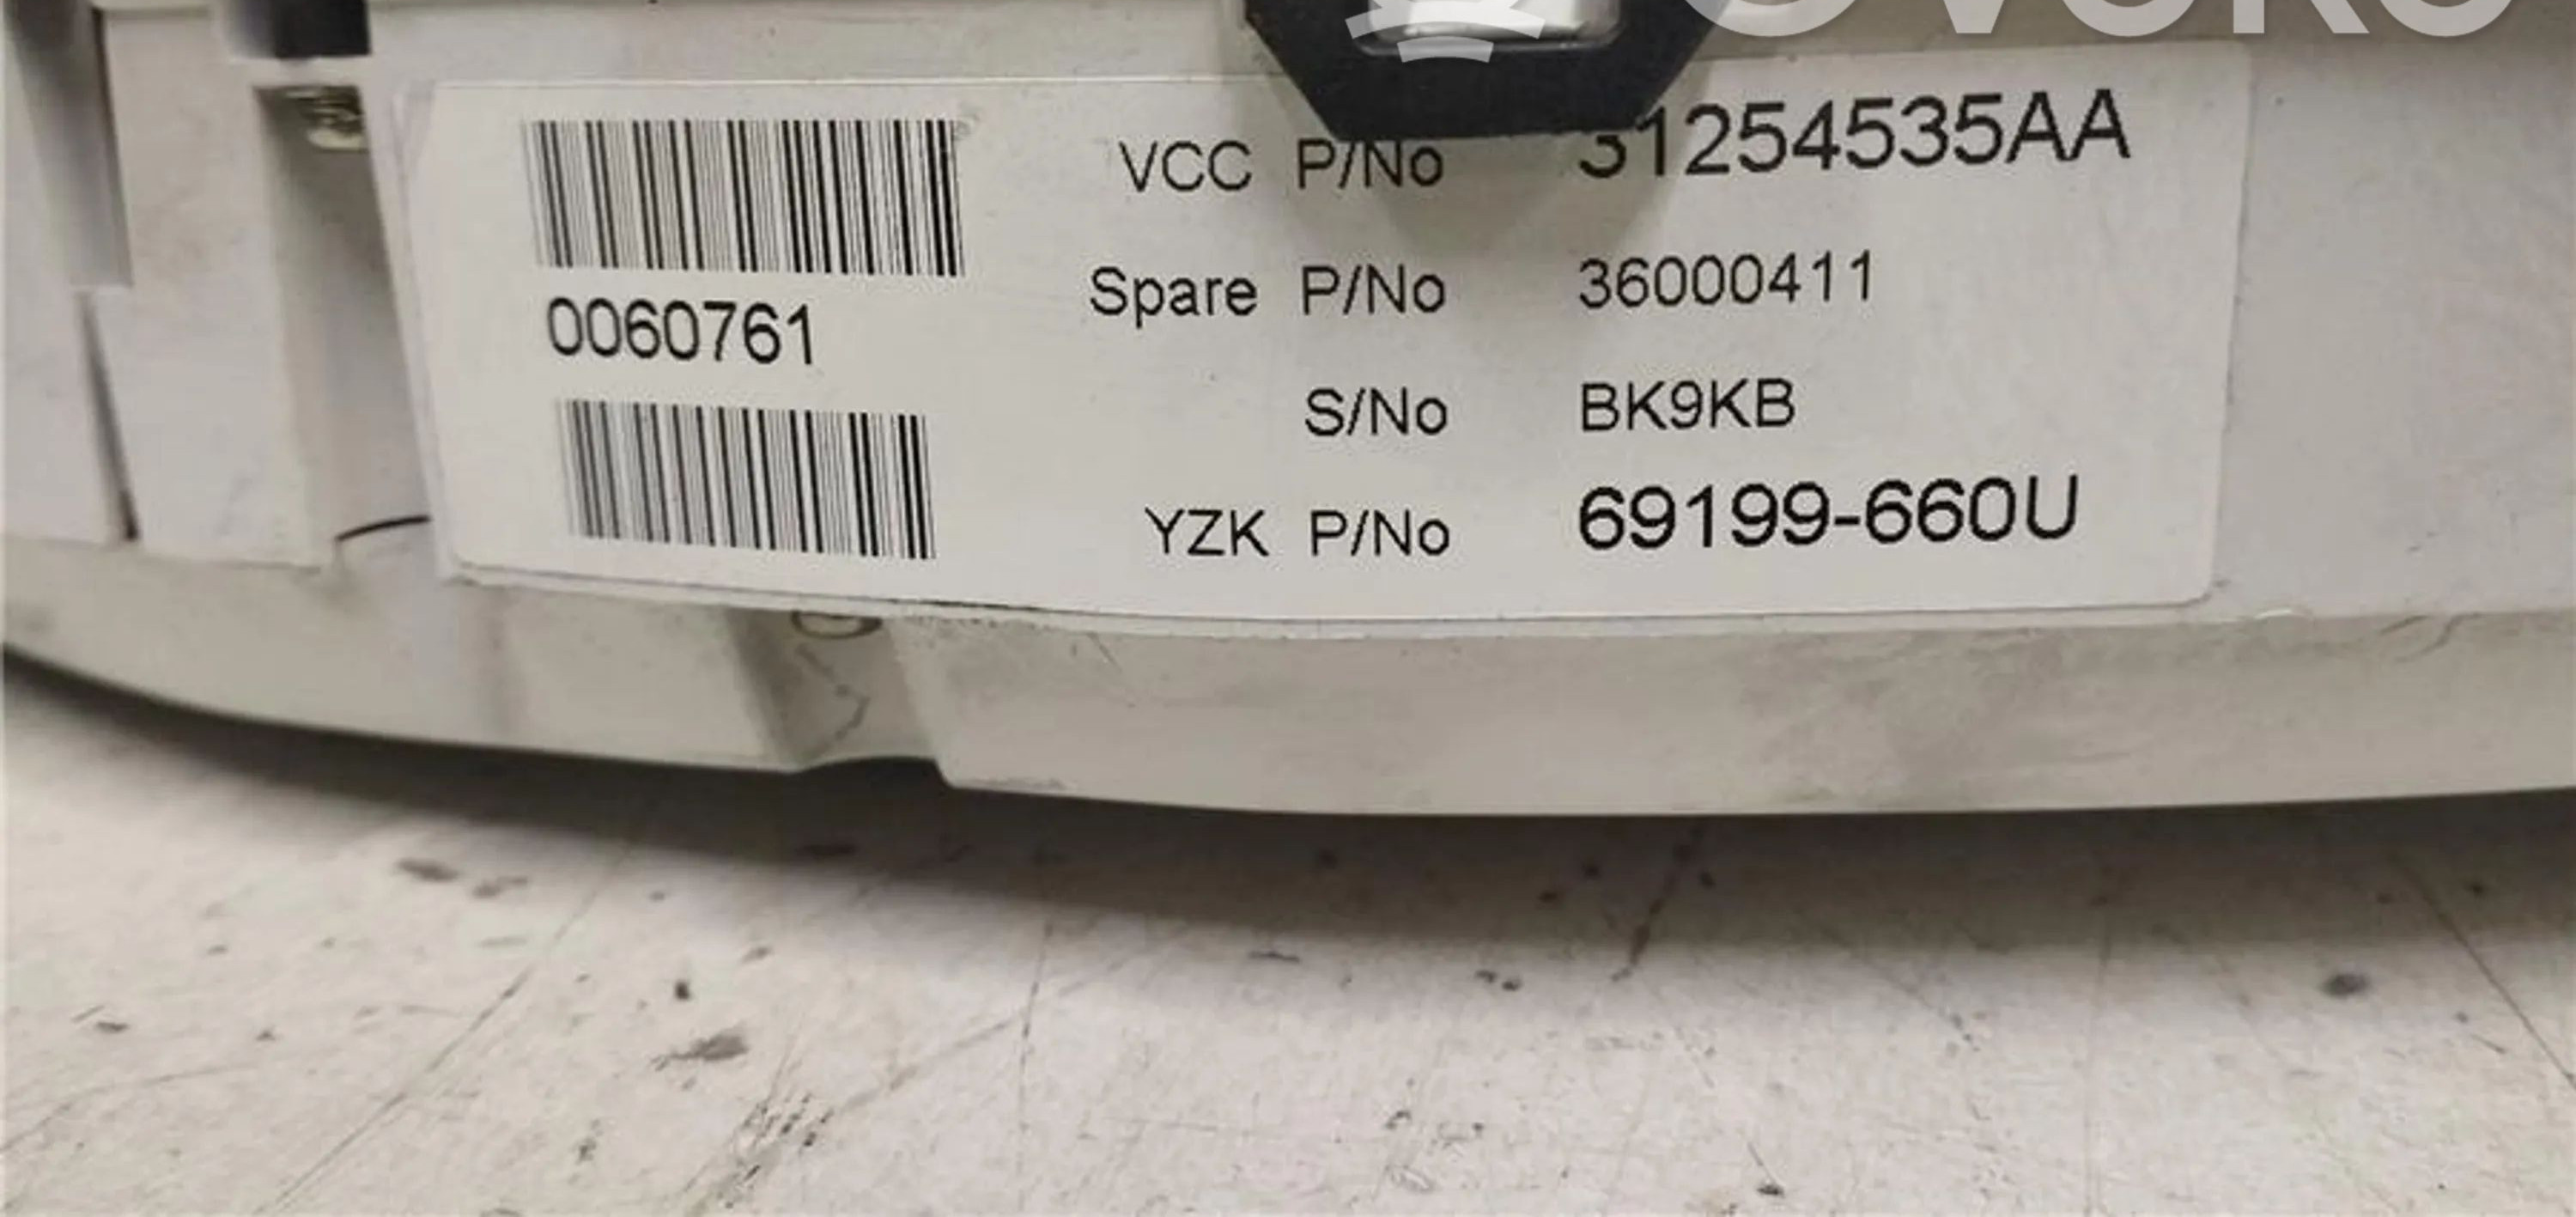 VCC P/No 31254535AA
0060761
Spare P/No 36000411
S/No BK9KB
YZK P/No 69199-660U